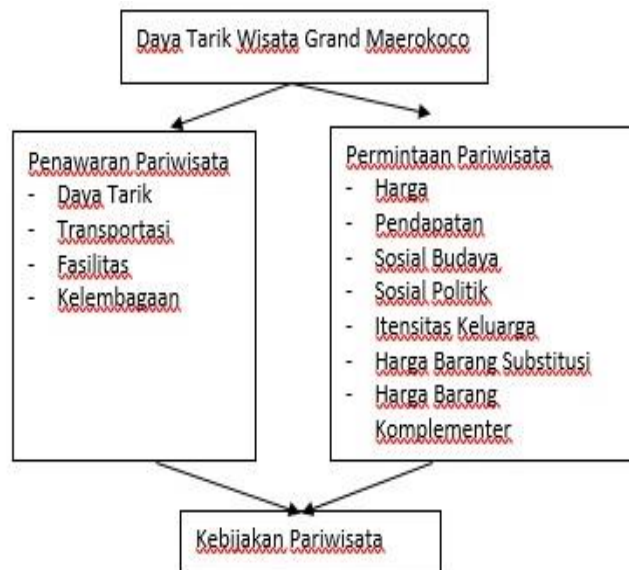 Daya Tarik Wisata Grand Maerokoco
Penawaran Pariwisata
- Daya Tarik
- Transportasi
- Fasilitas
- Kelembagaan
Permintaan Pariwisata
- Harga
- Pendapatan
- Sosial Budaya
- Sosial Politik
- Itensitas Keluarga
- Harga Barang Substitusi
- Harga Barang
Komplementer
Kebijakan Pariwisata